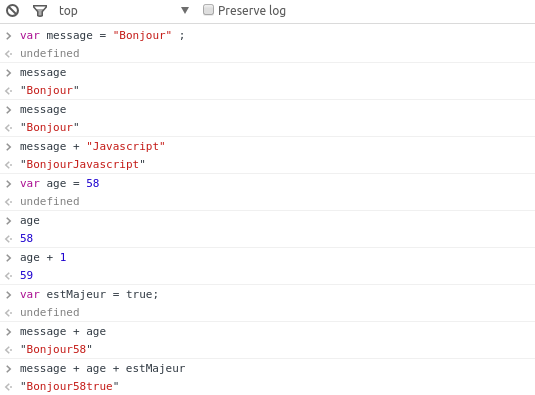 top Preserve log
var message = "Bonjour" ;
undefined
message
"Bonjour"
message
"Bonjour"
message + "Javascript"
"BonjourJavascript"
var age = 58
undefined
age
58
age + 1
59
var estMajeur = true;
undefined
message + age
"Bonjour58"
message + age + estMajeur
"Bonjour58true"